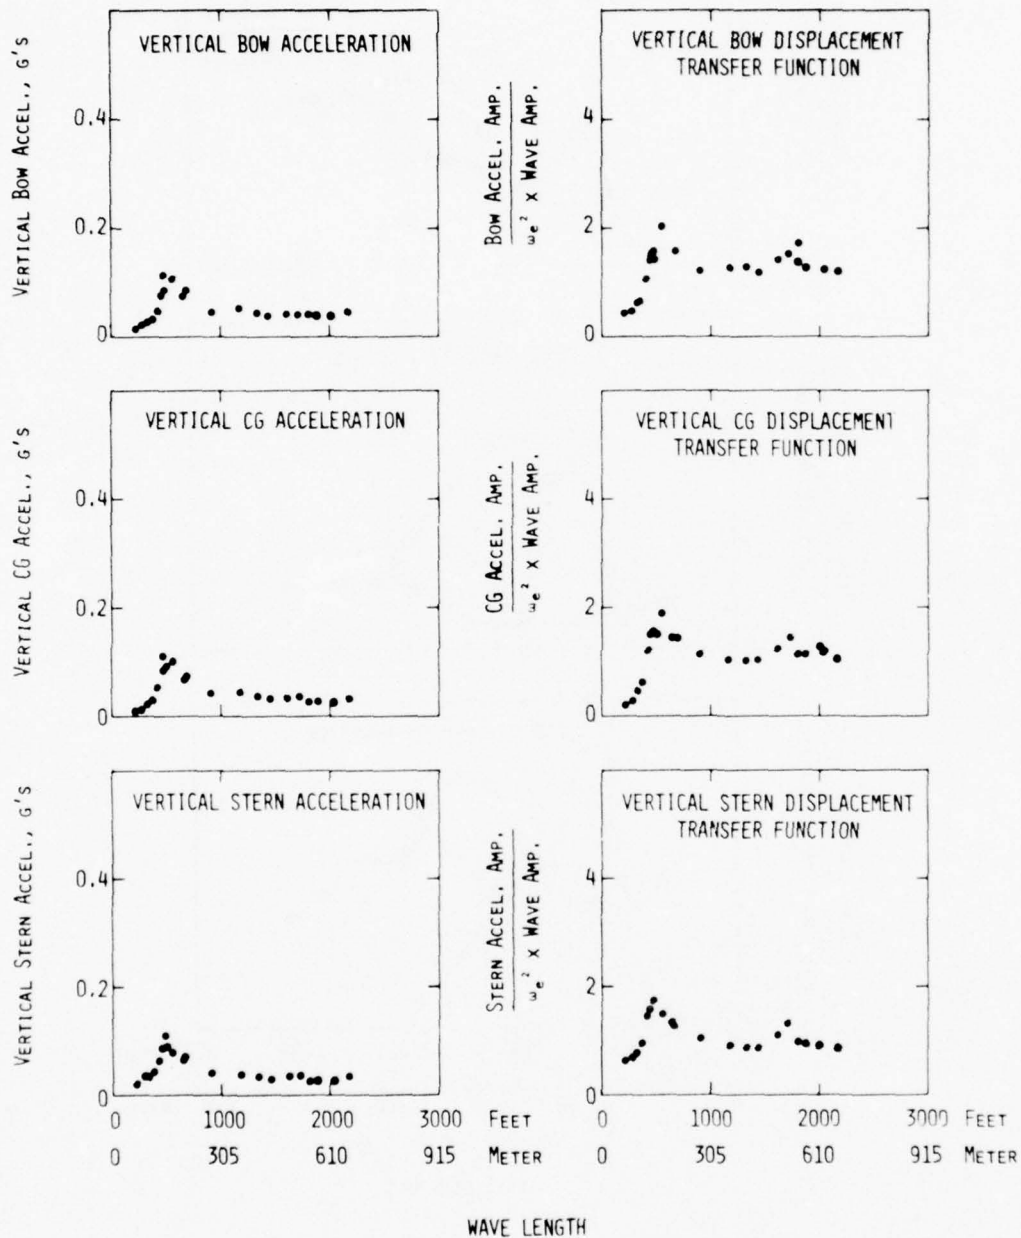 VERTICAL BOW ACCELERATION
VERTICAL BOW ACCEL., G'S
0.4
0.2
0
VERTICAL BOW DISPLACEMENT
TRANSFER FUNCTION
BOW ACCEL. AMP.
ωe² X WAVE AMP.
4
2
0
VERTICAL CG ACCELERATION
VERTICAL CG ACCEL., G'S
0.4
0.2
0
VERTICAL CG DISPLACEMENT
TRANSFER FUNCTION
CG ACCEL. AMP.
ωe² X WAVE AMP.
4
2
0
VERTICAL STERN ACCELERATION
VERTICAL STERN ACCEL., G'S
0.4
0.2
0
0 1000 2000 3000 FEET
0 305 610 915 METER
VERTICAL STERN DISPLACEMENT
TRANSFER FUNCTION
STERN ACCEL. AMP.
ωe² X WAVE AMP.
4
2
0
0 1000 2000 3000 FEET
0 305 610 915 METER
WAVE LENGTH